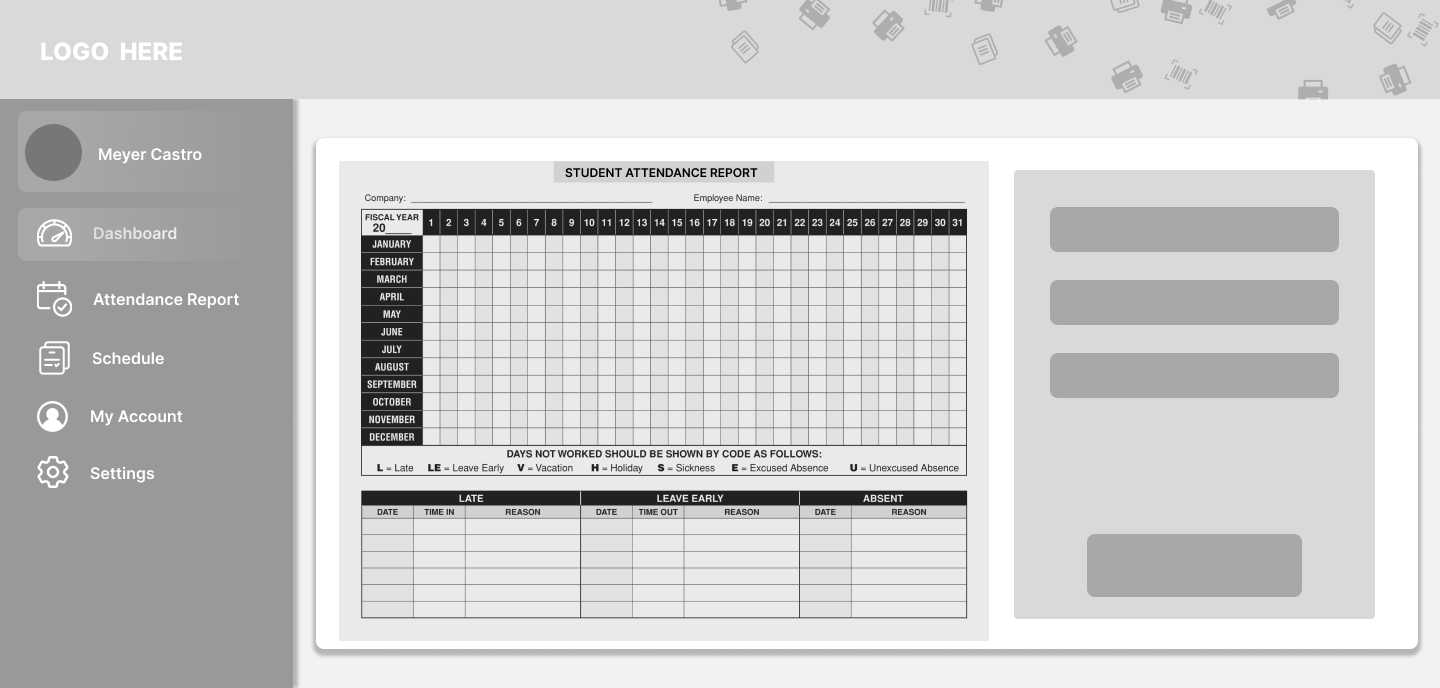 LOGO HERE
Meyer Castro
Dashboard
Attendance Report
Schedule
My Account
Settings
STUDENT ATTENDANCE REPORT
Company: Employee Name:
FISCAL YEAR 1 2 3 4 5 6 7 8 9 10 11 12 13 14 15 16 17 18 19 20 21 22 23 24 25 26 27 28 29 30 31
20____
JANUARY
FEBRUARY
MARCH
APRIL
MAY
JUNE
JULY
AUGUST
SEPTEMBER
OCTOBER
NOVEMBER
DECEMBER
DAYS NOT WORKED SHOULD BE SHOWN BY CODE AS FOLLOWS:
L = Late LE = Leave Early V = Vacation H = Holiday S = Sickness E = Excused Absence U = Unexcused Absence
LATE LEAVE EARLY ABSENT
DATE TIME IN REASON DATE TIME OUT REASON DATE REASON